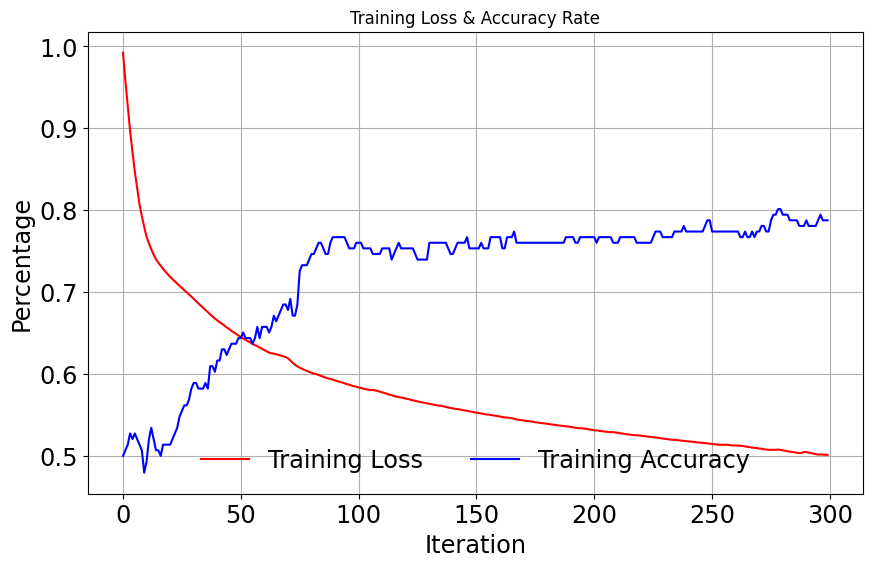 Training Loss & Accuracy Rate
Percentage
1.0
0.9
0.8
0.7
0.6
0.5
Training Loss
Training Accuracy
0 50 100 150 200 250 300
Iteration